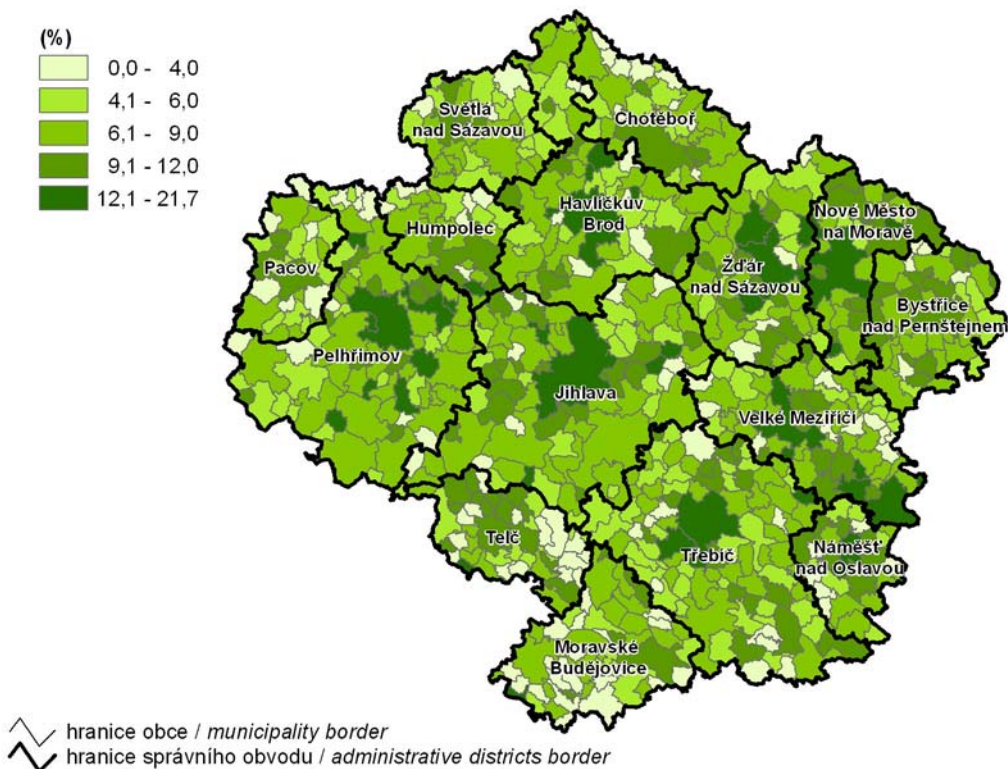 (%)
0,0 - 4,0
4,1 - 6,0
6,1 - 9,0
9,1 - 12,0
12,1 - 21,7
Světlá
nad Sázavou
Chotěboř
Havlíčkův
Brod
Humpolec
Pacov
Pelhřimov
Nové Město
na Moravě
Žďár
nad Sázavou
Bystřice
nad Pernštejnem
Jihlava
Velké Meziříčí
Telč
Třebíč
Náměšť
nad Oslavou
Moravské
Budějovice
hranice obce / municipality border
hranice správního obvodu / administrative districts border